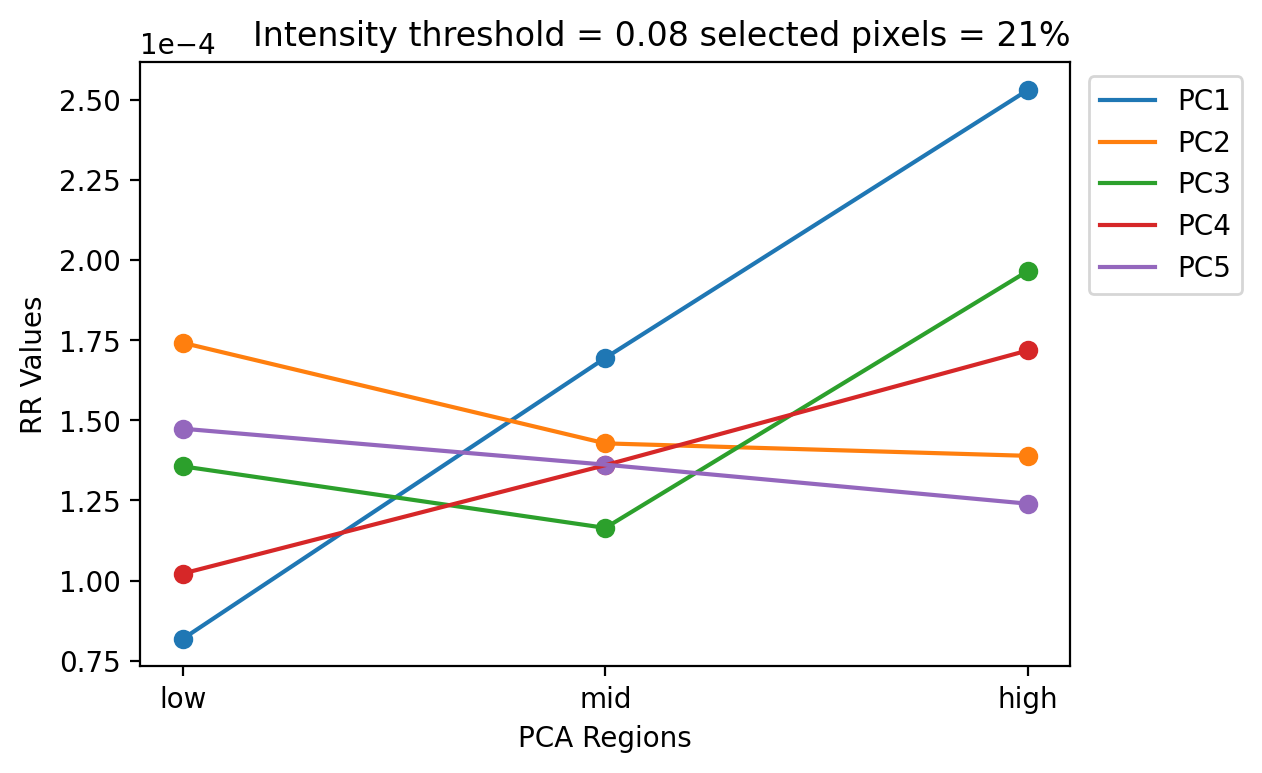 Intensity threshold = 0.08 selected pixels = 21%
1e−4
2.50
2.25
2.00
1.75
1.50
1.25
1.00
0.75
RR Values
low
mid
high
PCA Regions
PC1
PC2
PC3
PC4
PC5